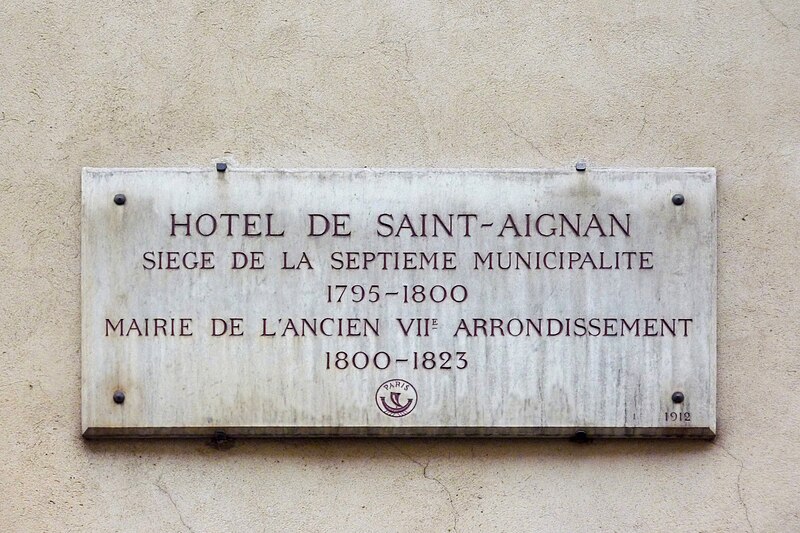 HOTEL DE SAINT-AIGNAN
SIEGE DE LA SEPTIEME MUNICIPALITE
1795-1800
MAIRIE DE L'ANCIEN VIIE ARRONDISSEMENT
1800-1823
PARIS
1912